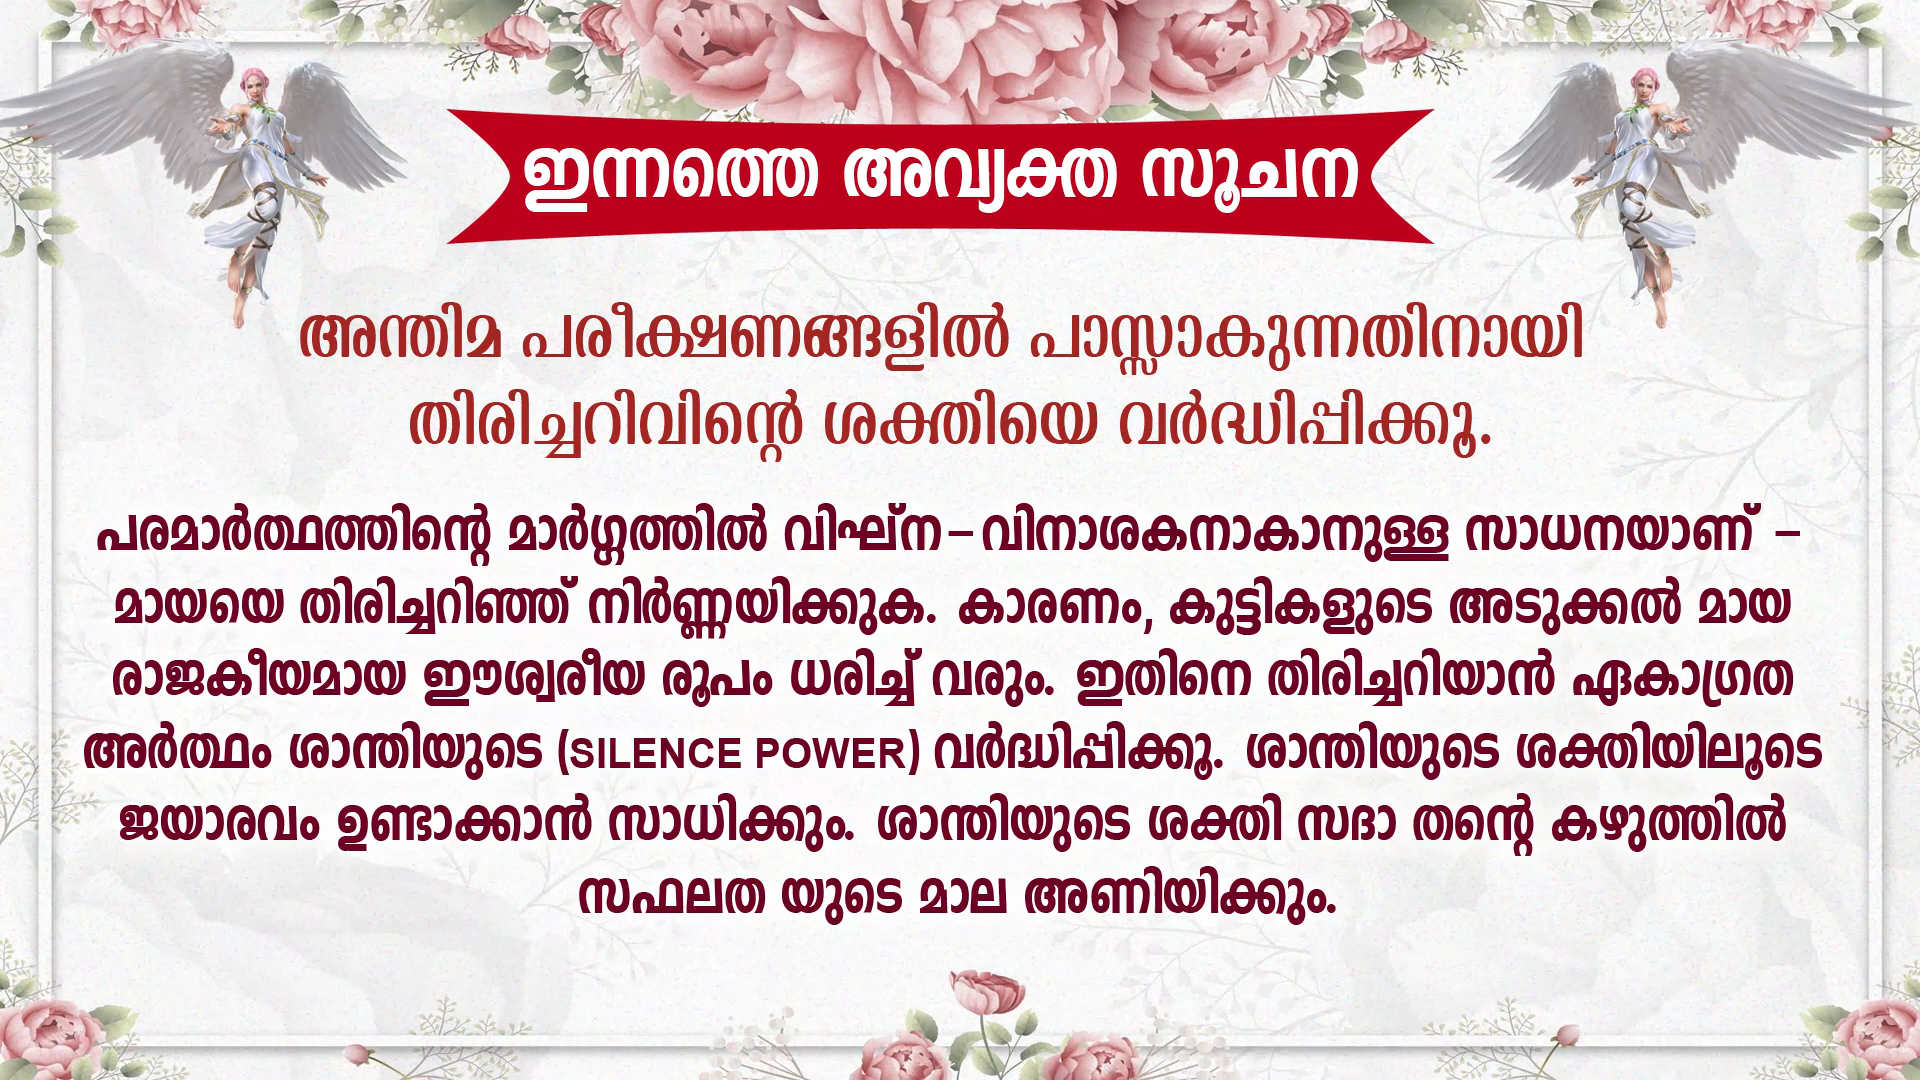 ഇന്നത്തെ അവ്യക്ത സൂചന
അന്തിമ പരീക്ഷണങ്ങളിൽ പാസ്സാകുന്നതിനായി
തിരിച്ചറിവിന്റെ ശക്തിയെ വർദ്ധിപ്പിക്കൂ.
പരമാർത്ഥത്തിന്റെ മാർഗ്ഗത്തിൽ വിഘ്ന-വിനാശകനാകാനുള്ള സാധനയാണ് -
മായയെ തിരിച്ചറിഞ്ഞ് നിർണ്ണയിക്കുക. കാരണം, കുട്ടികളുടെ അടുക്കൽ മായ
രാജകീയമായ ഈശ്വരീയ രൂപം ധരിച്ച് വരും. ഇതിനെ തിരിച്ചറിയാൻ ഏകാഗ്രത
അർത്ഥം ശാന്തിയുടെ (SILENCE POWER) വർദ്ധിപ്പിക്കൂ. ശാന്തിയുടെ ശക്തിയിലൂടെ
ജയാരവം ഉണ്ടാക്കാൻ സാധിക്കും. ശാന്തിയുടെ ശക്തി സദാ തന്റെ കഴുത്തിൽ
സഫലത യുടെ മാല അണിയിക്കും.